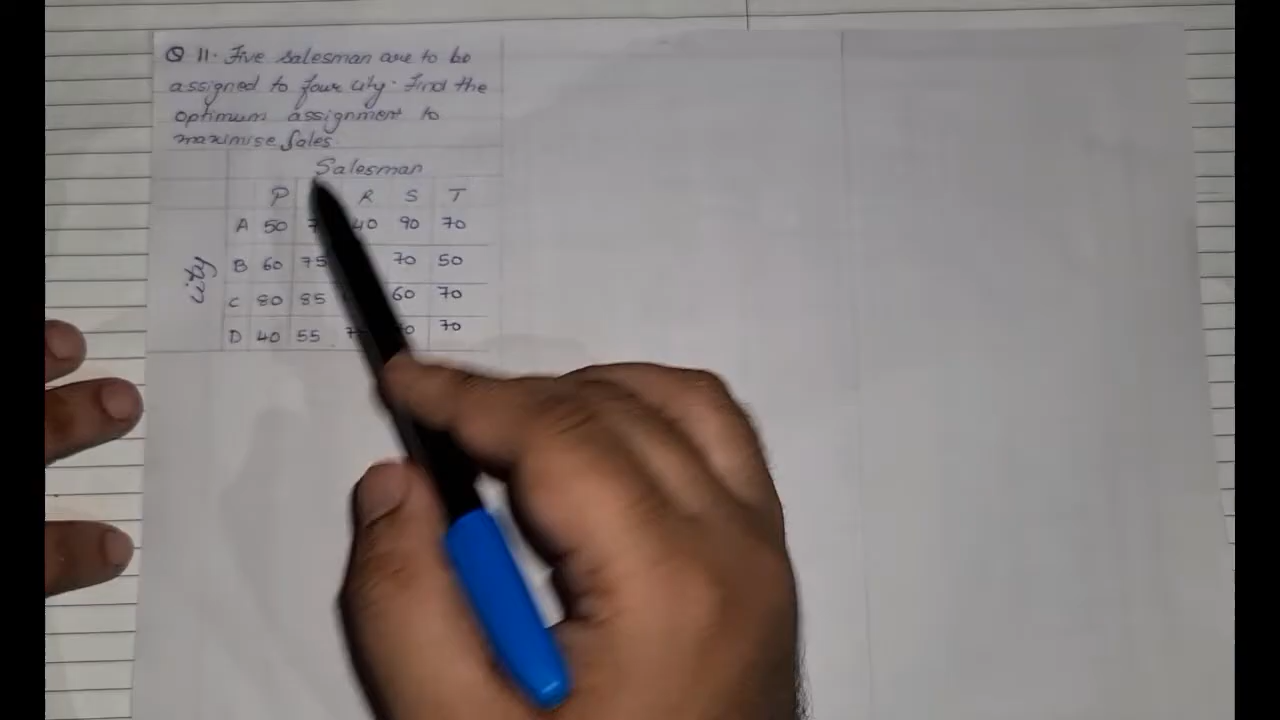 Q 11. Five salesman are to be
assigned to four city. Find the
optimum assignment to
maximise Sales.
Salesman
P R S T
city
A 50 40 90 70
B 60 75 70 50
C 80 85 60 70
D 40 55 70